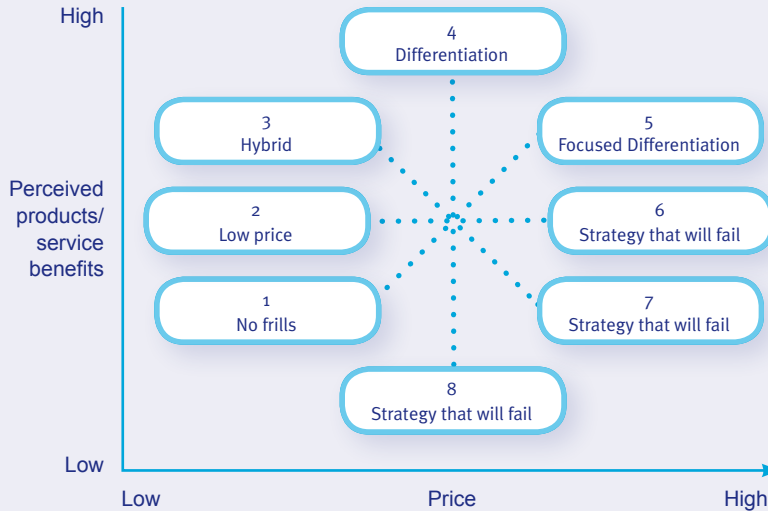 High
4
Differentiation
3
Hybrid
5
Focused Differentiation
Perceived
products/
service
benefits
2
Low price
6
Strategy that will fail
1
No frills
7
Strategy that will fail
8
Strategy that will fail
Low
Low
Price
High